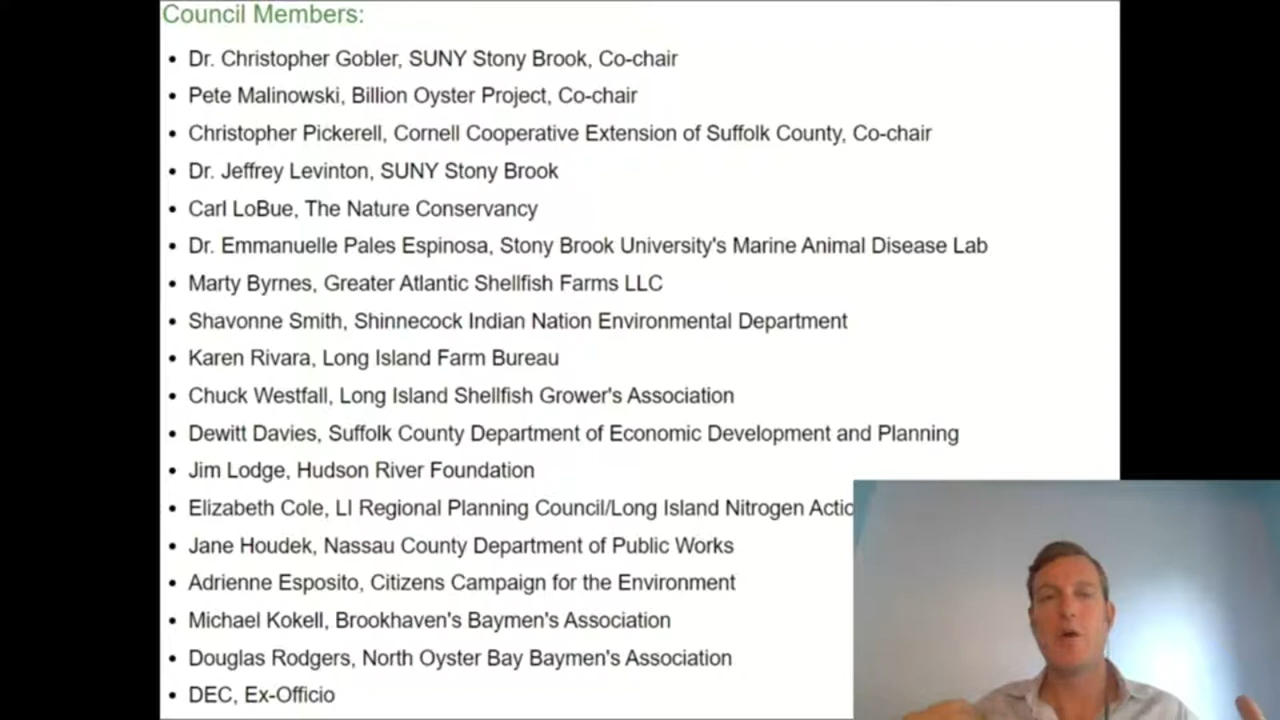 Council Members:
• Dr. Christopher Gobler, SUNY Stony Brook, Co-chair
• Pete Malinowski, Billion Oyster Project, Co-chair
• Christopher Pickerell, Cornell Cooperative Extension of Suffolk County, Co-chair
• Dr. Jeffrey Levinton, SUNY Stony Brook
• Carl LoBue, The Nature Conservancy
• Dr. Emmanuelle Pales Espinosa, Stony Brook University's Marine Animal Disease Lab
• Marty Byrnes, Greater Atlantic Shellfish Farms LLC
• Shavonne Smith, Shinnecock Indian Nation Environmental Department
• Karen Rivara, Long Island Farm Bureau
• Chuck Westfall, Long Island Shellfish Grower's Association
• Dewitt Davies, Suffolk County Department of Economic Development and Planning
• Jim Lodge, Hudson River Foundation
• Elizabeth Cole, LI Regional Planning Council/Long Island Nitrogen Actio
• Jane Houdek, Nassau County Department of Public Works
• Adrienne Esposito, Citizens Campaign for the Environment
• Michael Kokell, Brookhaven's Baymen's Association
• Douglas Rodgers, North Oyster Bay Baymen's Association
• DEC, Ex-Officio